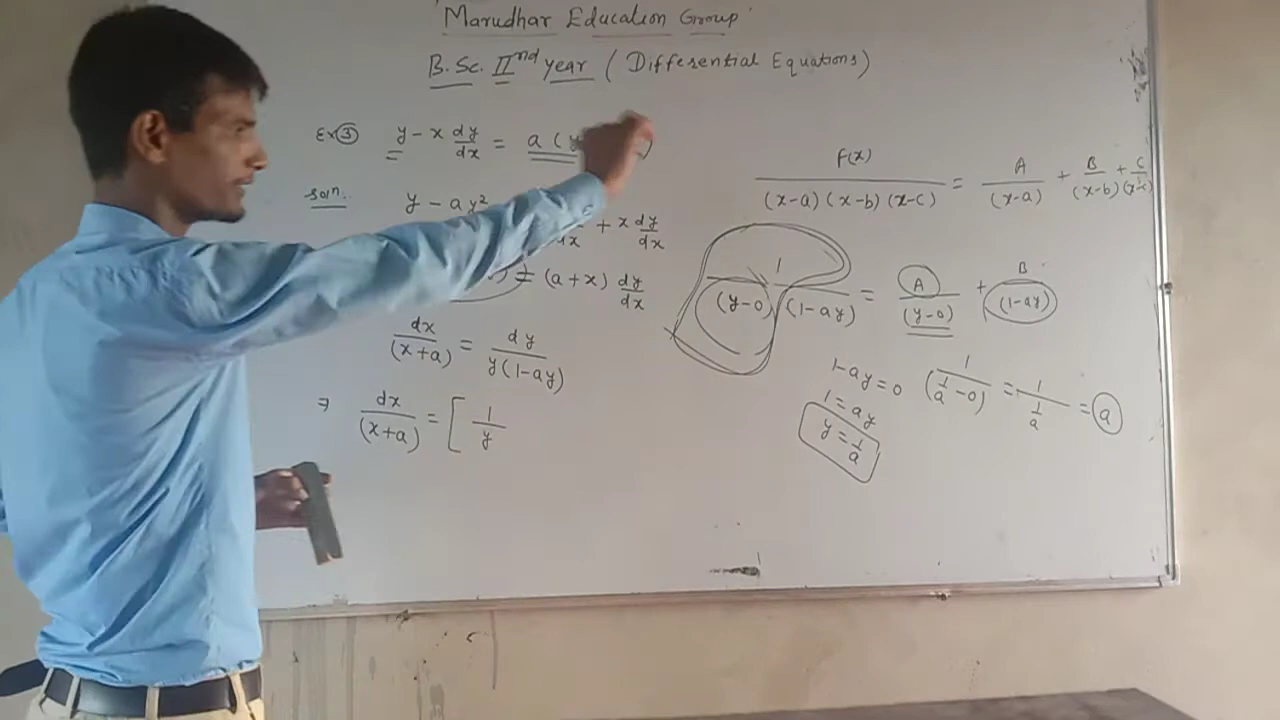 Marudhar Education Group
B.Sc. IInd year ( Differential Equations)
Ex ③ y - x dy/dx = a ( y )
Soln. y - ay²
+ x dy/dx
) = (a+x) dy/dx
dx/(x+a) = dy/y(1-ay)
⇒ dx/(x+a) = [ 1/y
F(x)/(x-a)(x-b)(x-c) = A/(x-a) + B/(x-b) + C/(x-c)
1/(y-0)(1-ay) = A/(y-0) + B/(1-ay)
1-ay=0
1=ay
y=1/a
1/(1/a-0) = 1/(1/a) = a